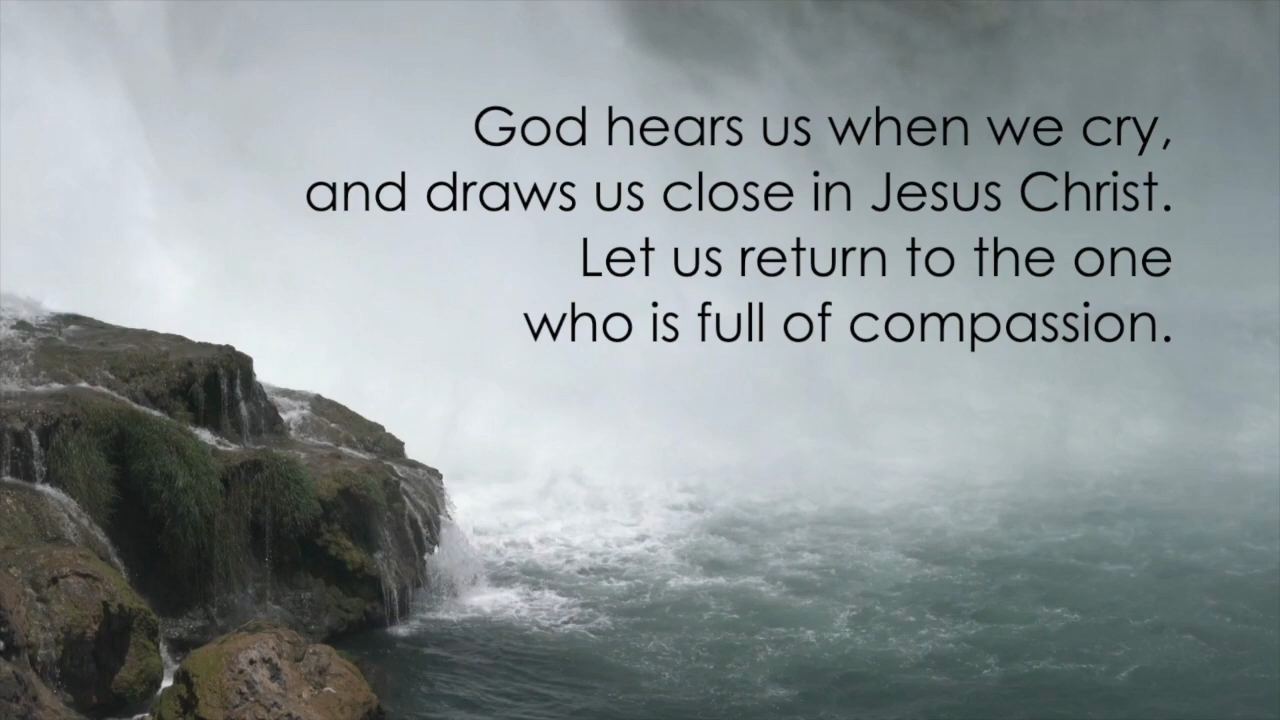 God hears us when we cry,
and draws us close in Jesus Christ.
Let us return to the one
who is full of compassion.